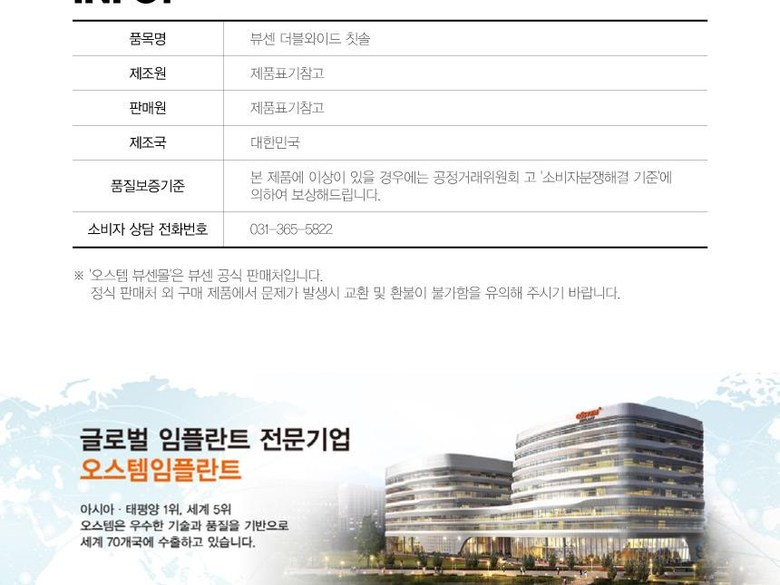 INFO.
품목명 뷰센 더블와이드 칫솔
제조원 제품표기참고
판매원 제품표기참고
제조국 대한민국
품질보증기준 본 제품에 이상이 있을 경우에는 공정거래위원회 고 '소비자분쟁해결 기준'에
의하여 보상해드립니다.
소비자 상담 전화번호 031-365-5822
※ '오스템 뷰센몰'은 뷰센 공식 판매처입니다.
정식 판매처 외 구매 제품에서 문제가 발생시 교환 및 환불이 불가함을 유의해 주시기 바랍니다.
글로벌 임플란트 전문기업
오스템임플란트
아시아 · 태평양 1위, 세계 5위
오스템은 우수한 기술과 품질을 기반으로
세계 70개국에 수출하고 있습니다.